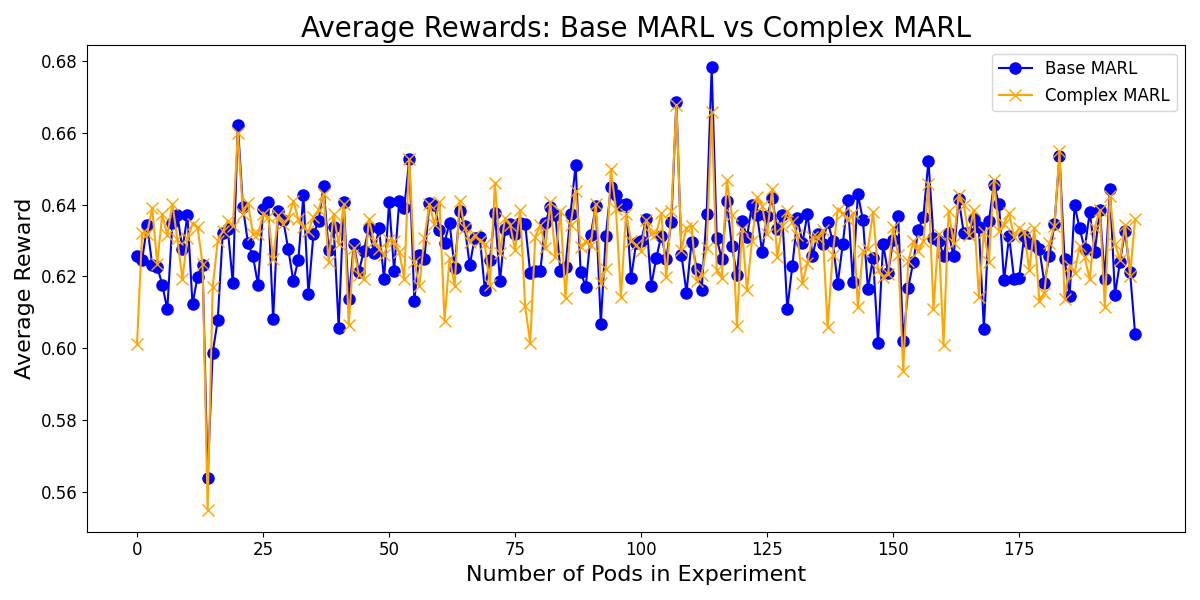 Average Rewards: Base MARL vs Complex MARL
Base MARL
Complex MARL
Average Reward
0.68
0.66
0.64
0.62
0.60
0.58
0.56
0 25 50 75 100 125 150 175
Number of Pods in Experiment